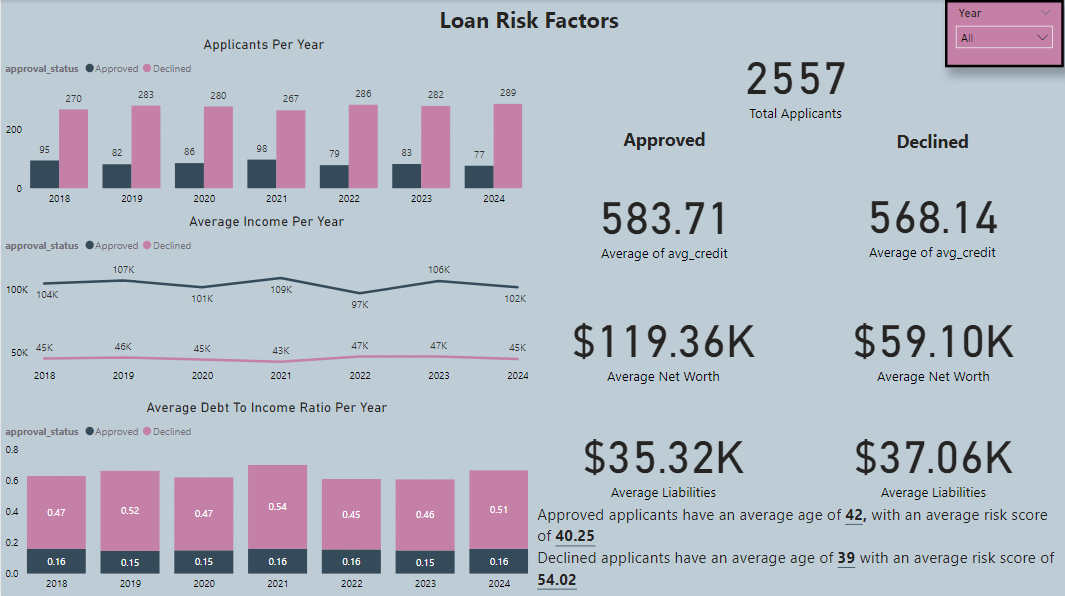 Loan Risk Factors
Year
All
Applicants Per Year
approval_status Approved Declined
270 283 280 267 286 282 289
95 82 86 98 79 83 77
200
0
2018 2019 2020 2021 2022 2023 2024
Average Income Per Year
approval_status Approved Declined
100K
50K
104K 107K 101K 109K 97K 106K 102K
45K 46K 45K 43K 47K 47K 45K
2018 2019 2020 2021 2022 2023 2024
Average Debt To Income Ratio Per Year
approval_status Approved Declined
0.8
0.6
0.4
0.2
0.0
0.47 0.52 0.47 0.54 0.45 0.46 0.51
0.16 0.15 0.15 0.16 0.16 0.15 0.16
2018 2019 2020 2021 2022 2023 2024
2557
Total Applicants
Approved Declined
583.71 568.14
Average of avg_credit Average of avg_credit
$119.36K $59.10K
Average Net Worth Average Net Worth
$35.32K $37.06K
Average Liabilities Average Liabilities
Approved applicants have an average age of 42, with an average risk score
of 40.25
Declined applicants have an average age of 39 with an average risk score of
54.02